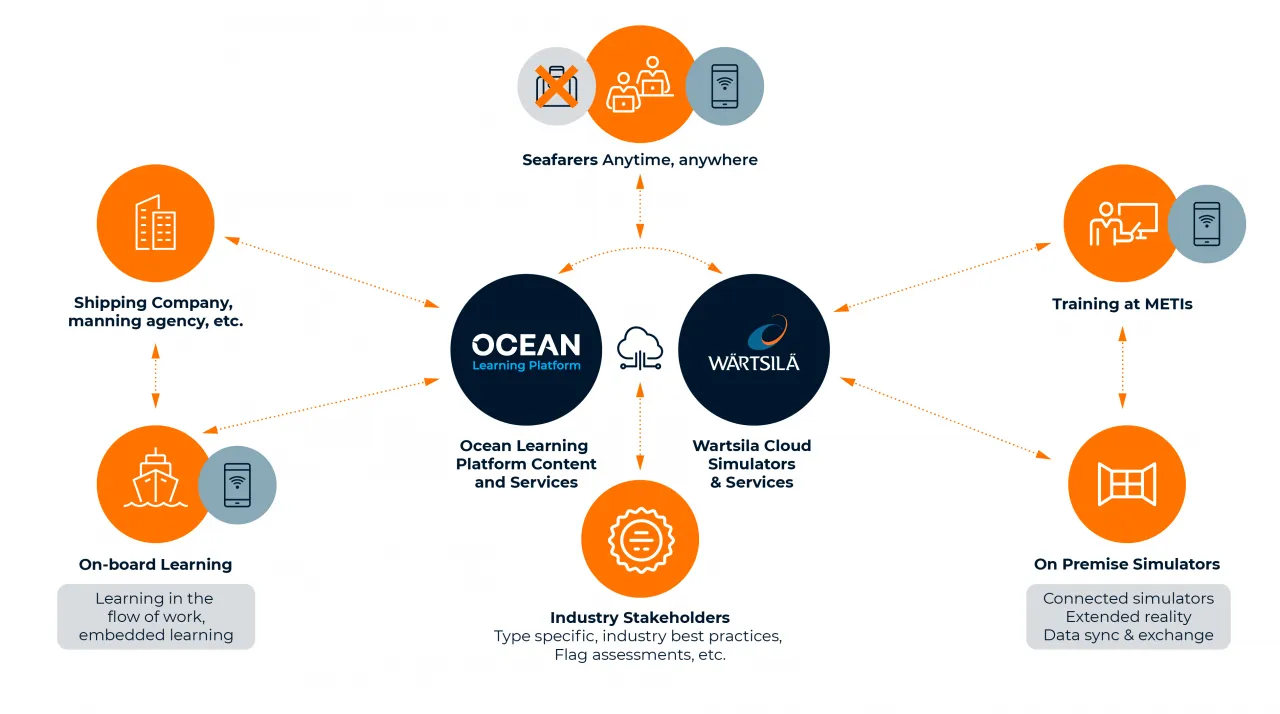 Seafarers Anytime, anywhere
Shipping Company,
manning agency, etc.
Training at METIs
OCEAN
Learning Platform
WÄRTSILÄ
Ocean Learning
Platform Content
and Services
Wartsila Cloud
Simulators
& Services
On-board Learning
Learning in the
flow of work,
embedded learning
Industry Stakeholders
Type specific, industry best practices,
Flag assessments, etc.
On Premise Simulators
Connected simulators
Extended reality
Data sync & exchange